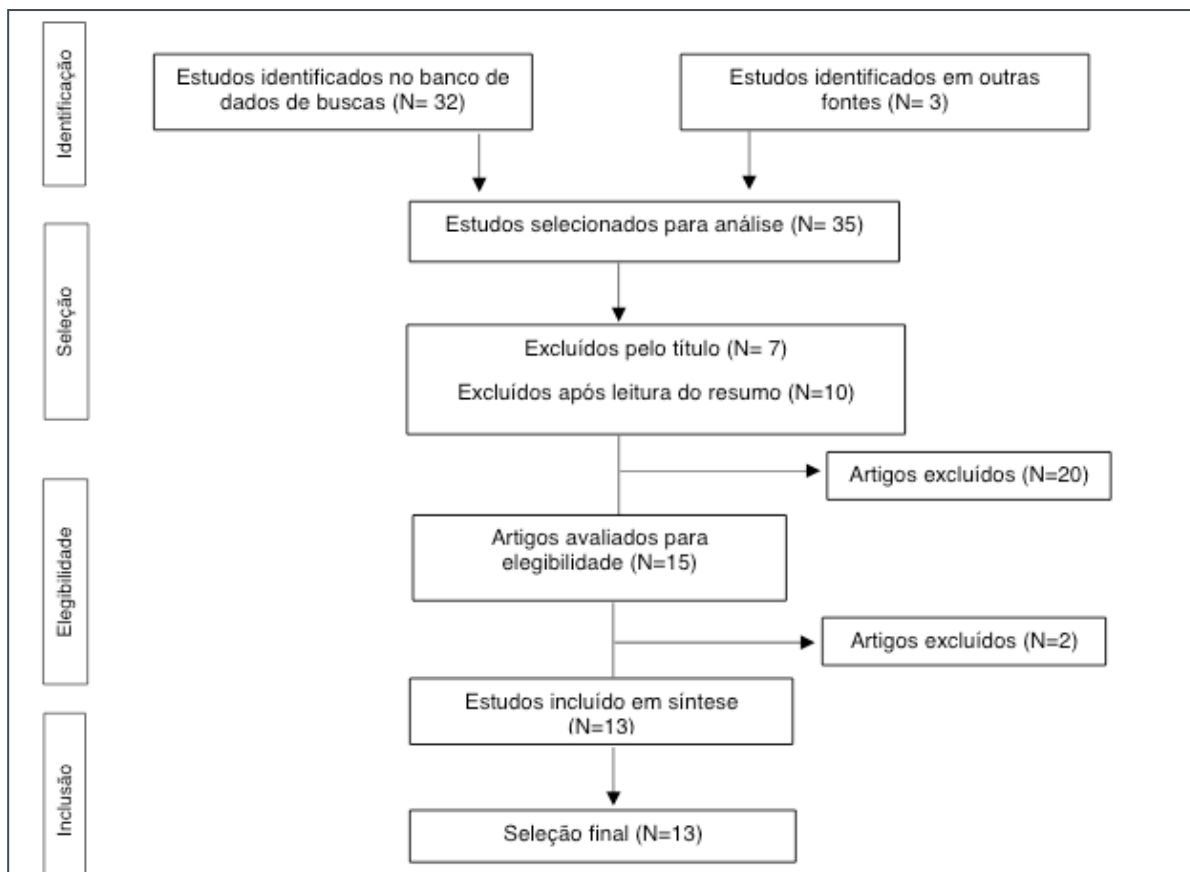 Identificação
Estudos identificados no banco de
dados de buscas (N= 32)
Estudos identificados em outras
fontes (N= 3)
Seleção
Estudos selecionados para análise (N= 35)
Excluídos pelo título (N= 7)
Excluídos após leitura do resumo (N=10)
Artigos excluídos (N=20)
Elegibilidade
Artigos avaliados para
elegibilidade (N=15)
Artigos excluídos (N=2)
Estudos incluído em síntese
(N=13)
Inclusão
Seleção final (N=13)